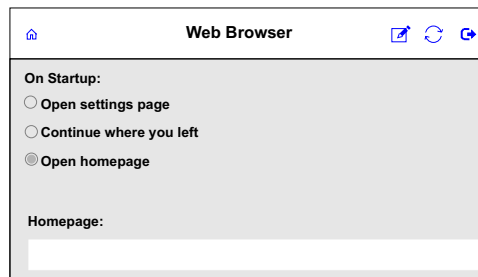 Web Browser
On Startup:
Open settings page
Continue where you left
Open homepage
Homepage: